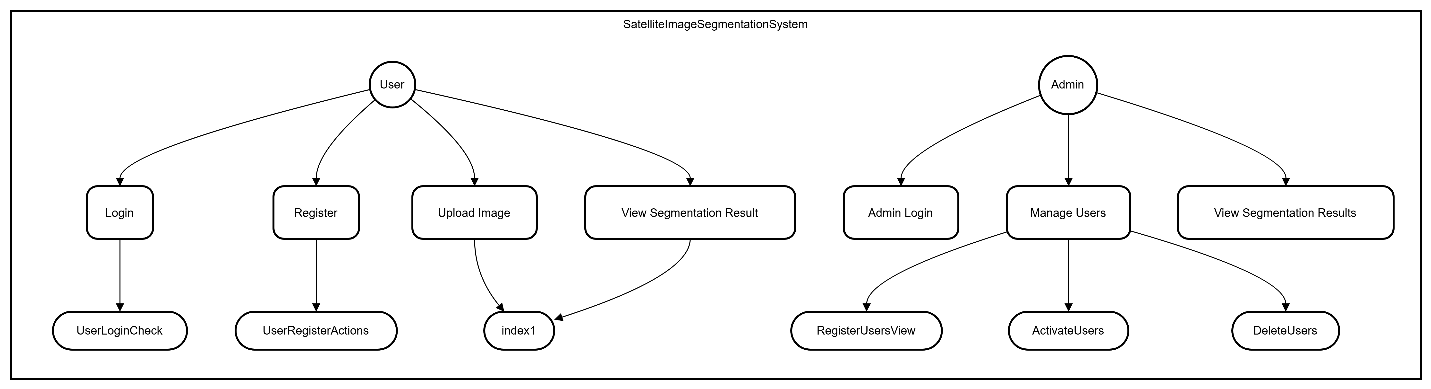 SatelliteImageSegmentationSystem
User
Admin
Login
Register
Upload Image
View Segmentation Result
Admin Login
Manage Users
View Segmentation Results
UserLoginCheck
UserRegisterActions
index1
RegisterUsersView
ActivateUsers
DeleteUsers